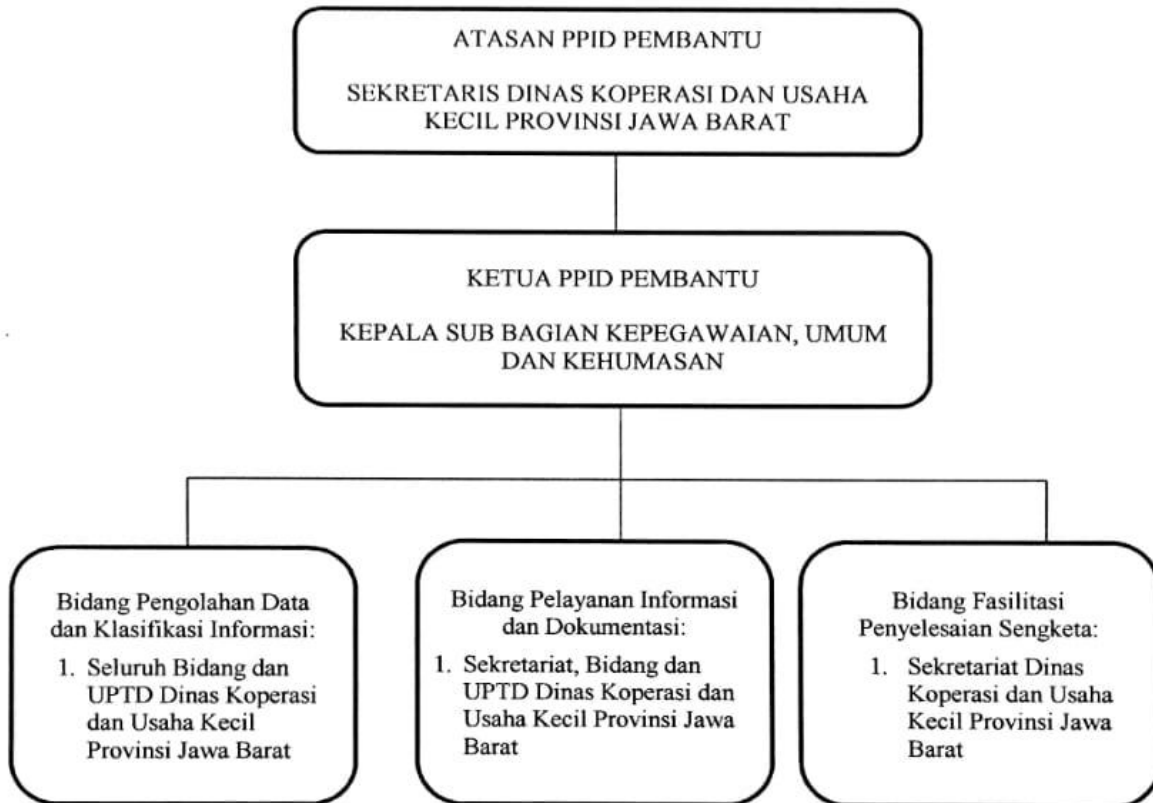 ATASAN PPID PEMBANTU
SEKRETARIS DINAS KOPERASI DAN USAHA
KECIL PROVINSI JAWA BARAT
KETUA PPID PEMBANTU
KEPALA SUB BAGIAN KEPEGAWAIAN, UMUM
DAN KEHUMASAN
Bidang Pengolahan Data
dan Klasifikasi Informasi:
1. Seluruh Bidang dan
UPTD Dinas Koperasi
dan Usaha Kecil
Provinsi Jawa Barat
Bidang Pelayanan Informasi
dan Dokumentasi:
1. Sekretariat, Bidang dan
UPTD Dinas Koperasi dan
Usaha Kecil Provinsi Jawa
Barat
Bidang Fasilitasi
Penyelesaian Sengketa:
1. Sekretariat Dinas
Koperasi dan Usaha
Kecil Provinsi Jawa
Barat